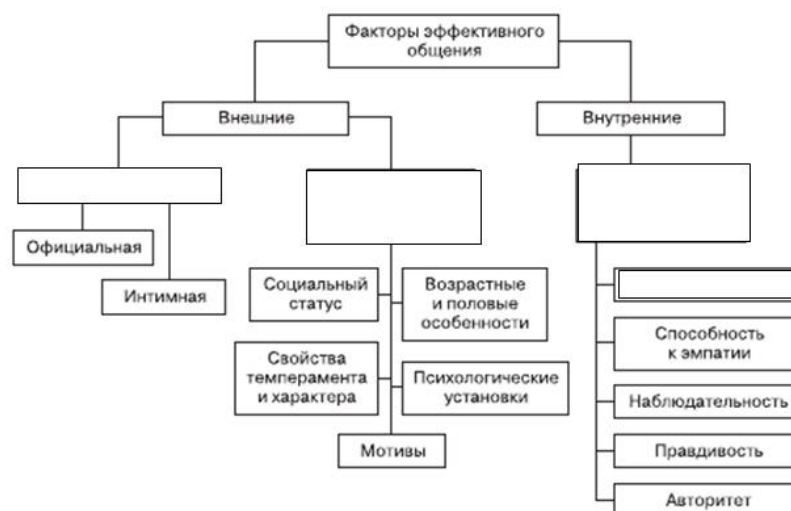 Факторы эффективного
общения
Внешние
Внутренние
Официальная
Интимная
Социальный
статус
Возрастные
и половые
особенности
Свойства
темперамента
и характера
Психологические
установки
Мотивы
Способность
к эмпатии
Наблюдательность
Правдивость
Авторитет